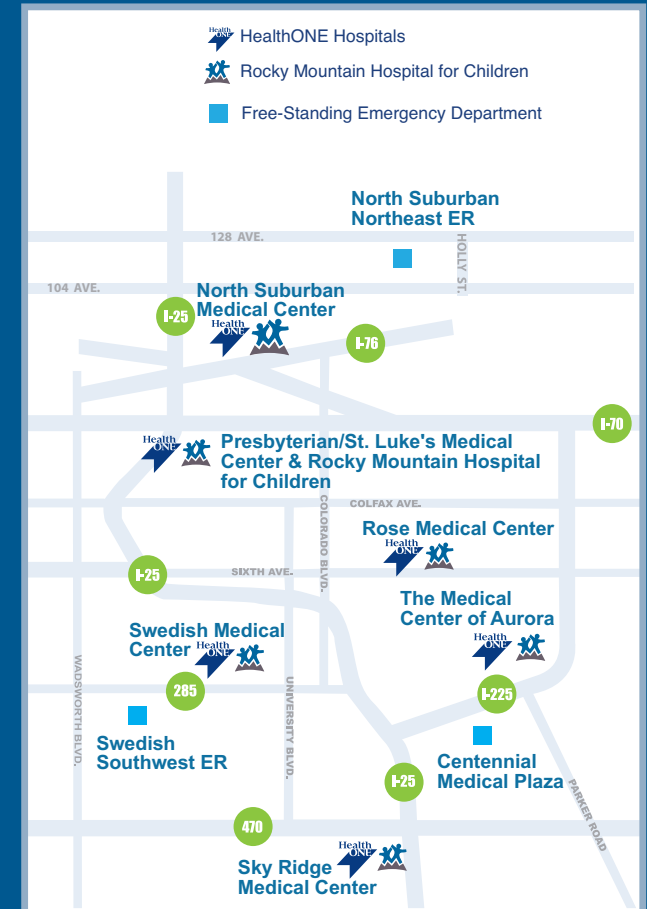 Health ONE HealthONE Hospitals
Rocky Mountain Hospital for Children
Free-Standing Emergency Department
North Suburban
Northeast ER
128 AVE.
HOLLY ST.
104 AVE.
North Suburban
Medical Center
I-25
Health ONE
I-76
I-70
Health ONE
Presbyterian/St. Luke's Medical
Center & Rocky Mountain Hospital
for Children
COLORADO BLVD.
COLFAX AVE.
Rose Medical Center
Health ONE
I-25
SIXTH AVE.
The Medical
Center of Aurora
Health ONE
Swedish Medical
Center
Health ONE
WADSWORTH BLVD.
285
UNIVERSITY BLVD.
I-225
Swedish
Southwest ER
Centennial
Medical Plaza
I-25
PARKER ROAD
470
Health ONE
Sky Ridge
Medical Center